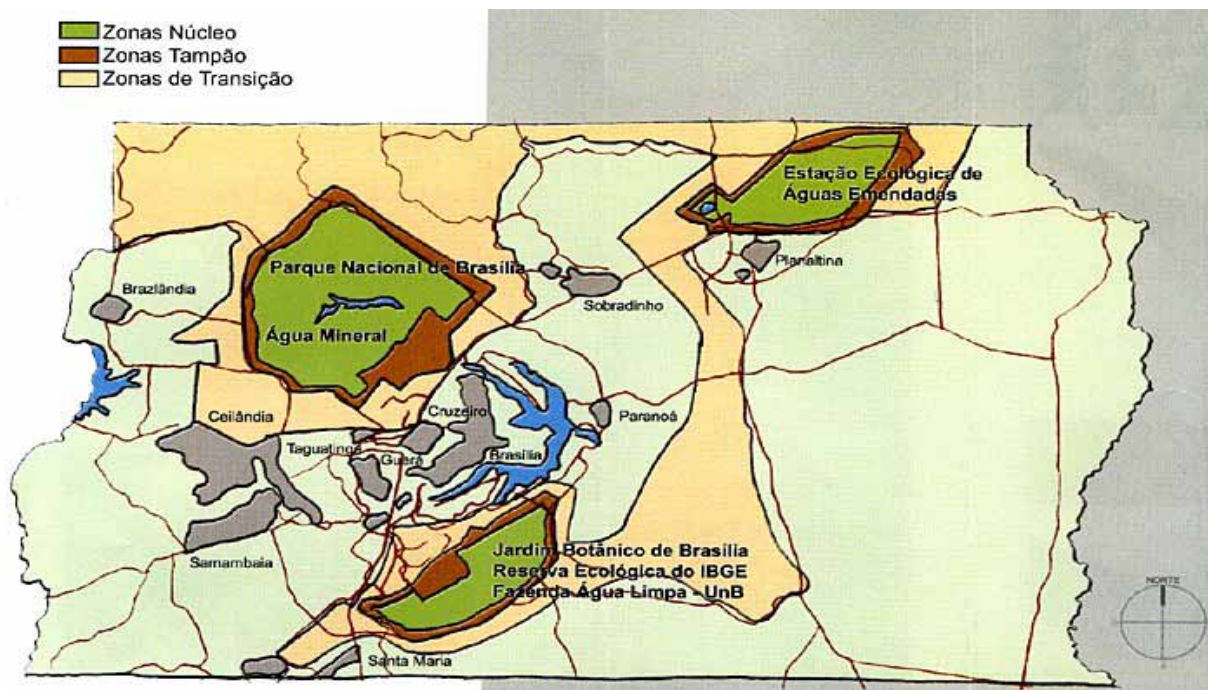 Zonas Núcleo
Zonas Tampão
Zonas de Transição
Estação Ecológica de
Águas Emendadas
Parque Nacional de Brasília
Planaltina
Brazlândia
Sobradinho
Água Mineral
Ceilândia
Cruzeiro
Paranoá
Taguatinga
Guará
Brasília
Jardim Botânico de Brasília
Reserva Ecológica do IBGE
Fazenda Água Limpa - UnB
Samambaia
Santa Maria
NORTE